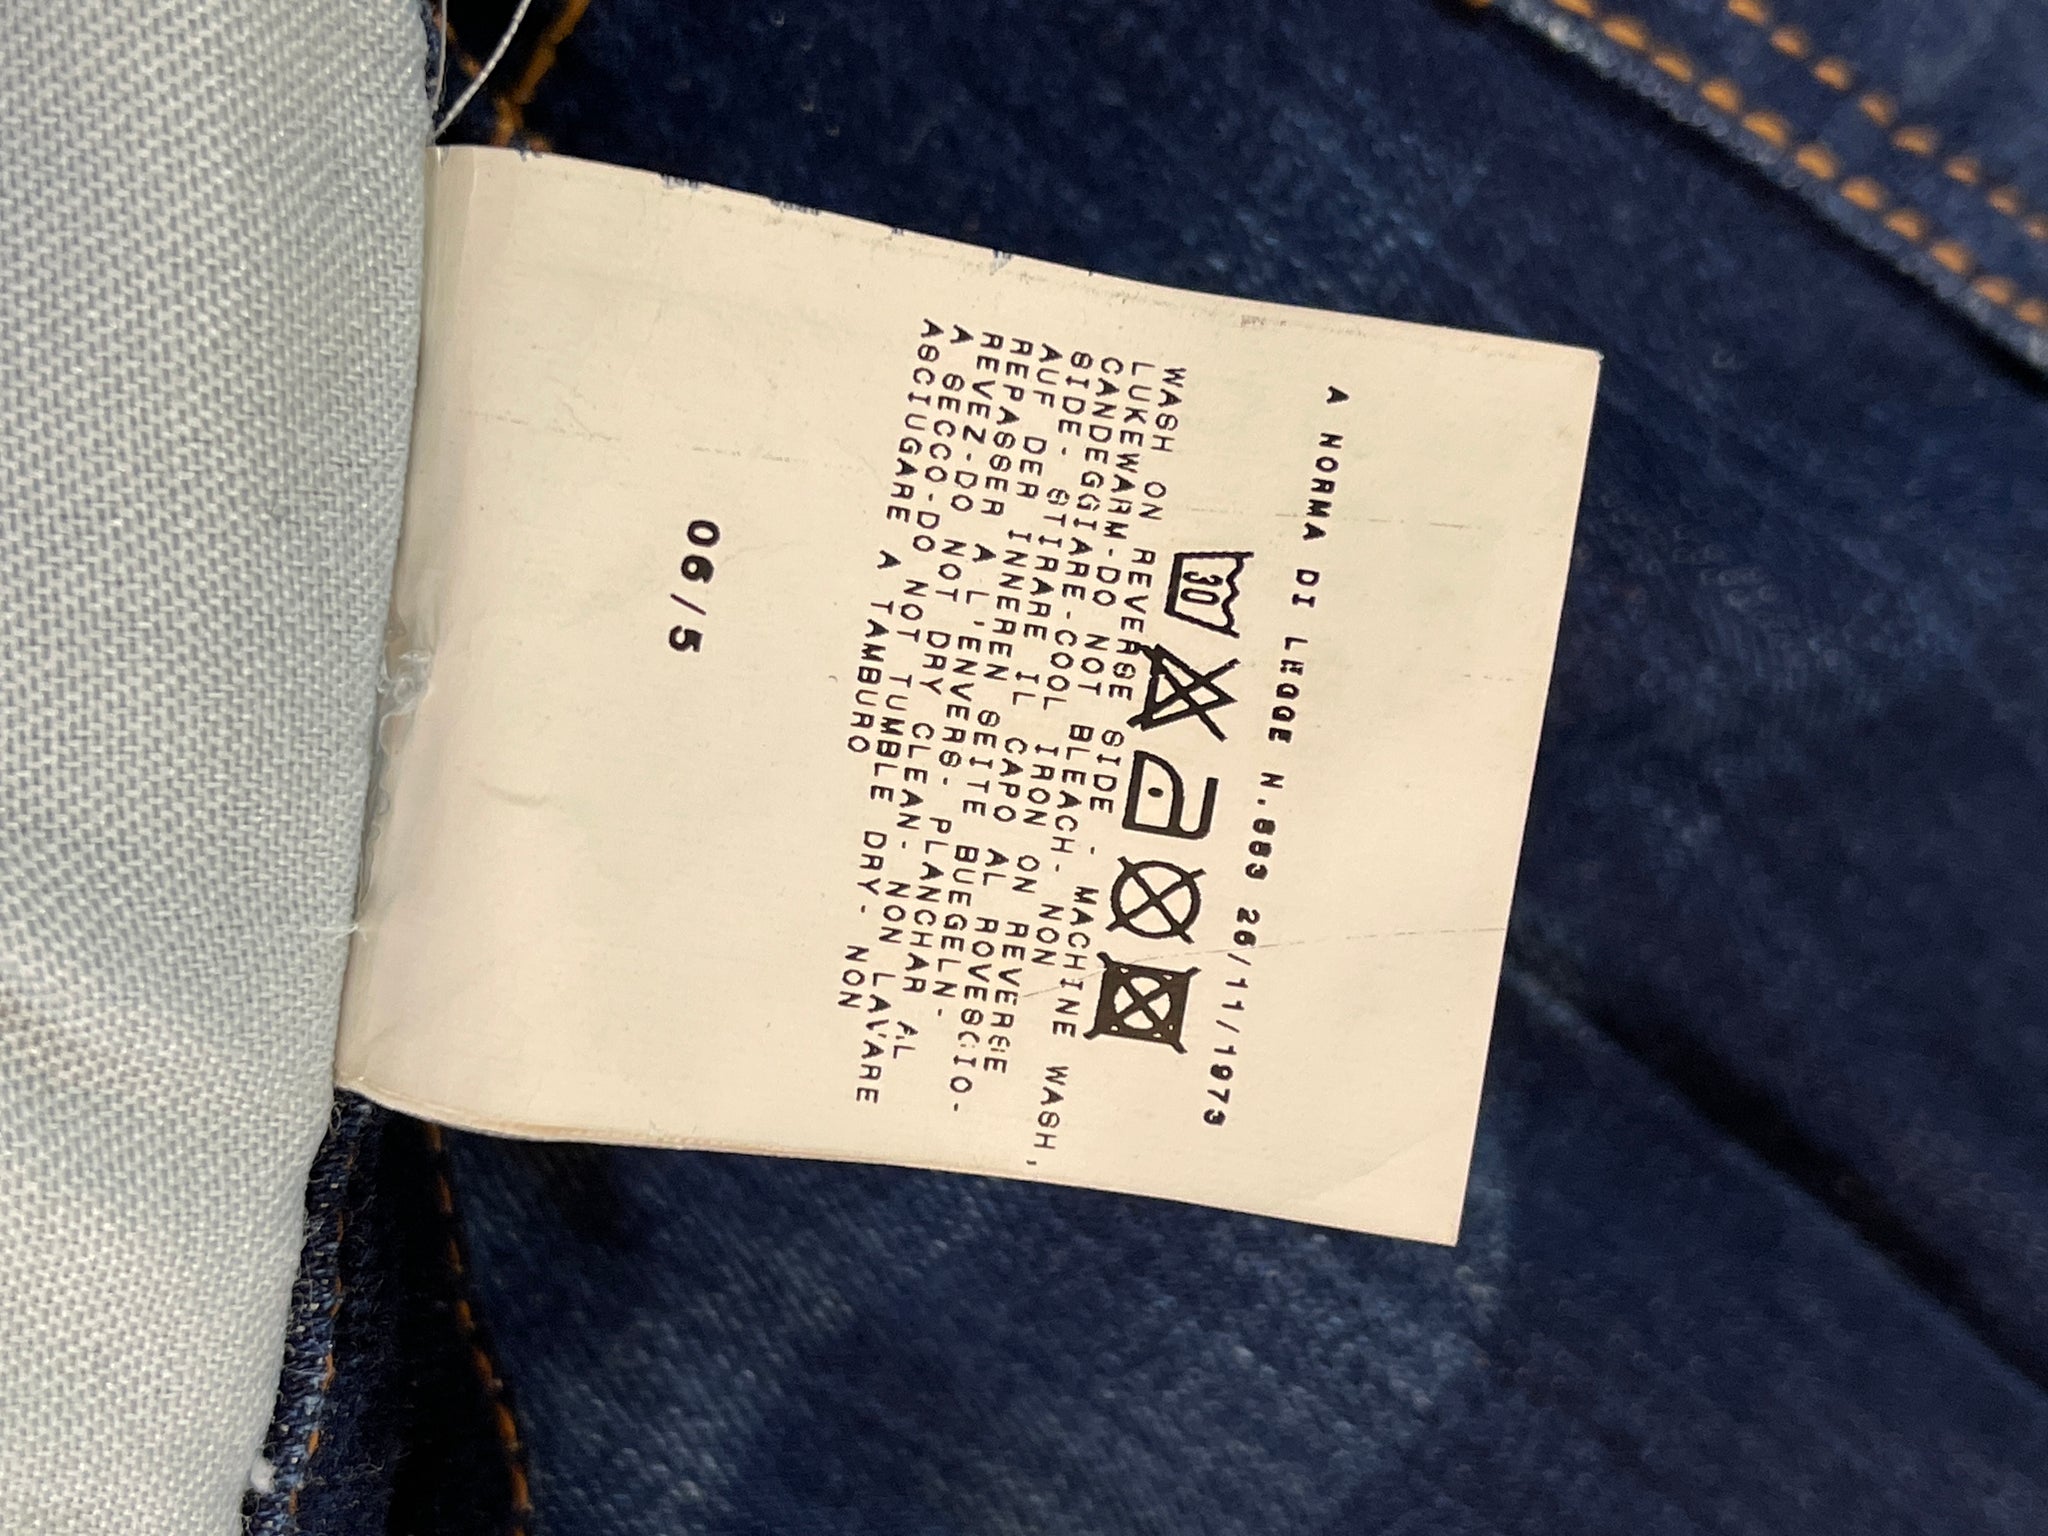 A NORMA DI LEGGE N.883 26/11/1973
30
WASH ON REVERSE SIDE - MACHINE WASH,
LUKEWARM-DO NOT BLEACH- NON
CANDEGGIARE-COOL IRON ON REVERSE
SIDE- STIRARE IL CAPO AL ROVESCIO-
AUF DER INNEREN SEITE BUEGELN-
REPASSER A L'ENVERS- PLANCHAR AL
REVEZ-DO NOT DRY CLEAN- NON LAVARE
A SECCO-DO NOT TUMBLE DRY- NON
ASCIUGARE A TAMBURO
06/5